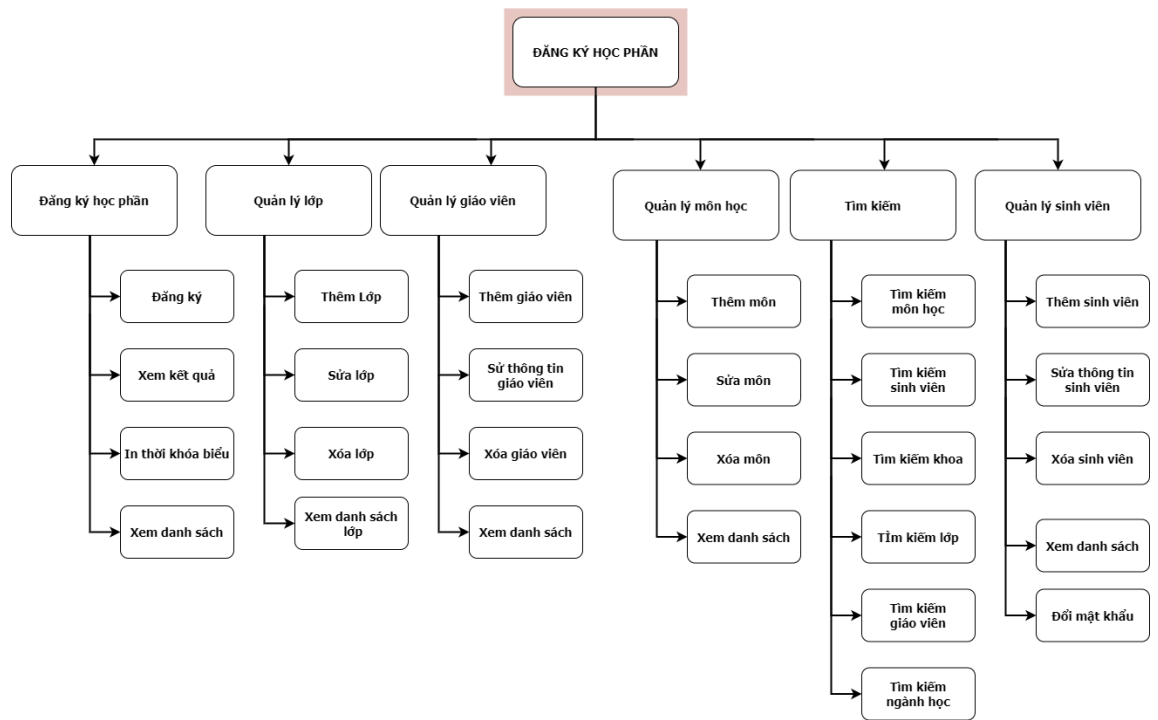 ĐĂNG KÝ HỌC PHẦN
Đăng ký học phần
Quản lý lớp
Quản lý giáo viên
Quản lý môn học
Tìm kiếm
Quản lý sinh viên
Đăng ký
Xem kết quả
In thời khóa biểu
Xem danh sách
Thêm Lớp
Sửa lớp
Xóa lớp
Xem danh sách
lớp
Thêm giáo viên
Sử thông tin
giáo viên
Xóa giáo viên
Xem danh sách
Thêm môn
Sửa môn
Xóa môn
Xem danh sách
Tìm kiếm
môn học
Tìm kiếm
sinh viên
Tìm kiếm khoa
TÌm kiếm lớp
Tìm kiếm
giáo viên
Tìm kiếm
ngành học
Thêm sinh viên
Sửa thông tin
sinh viên
Xóa sinh viên
Xem danh sách
Đổi mật khẩu